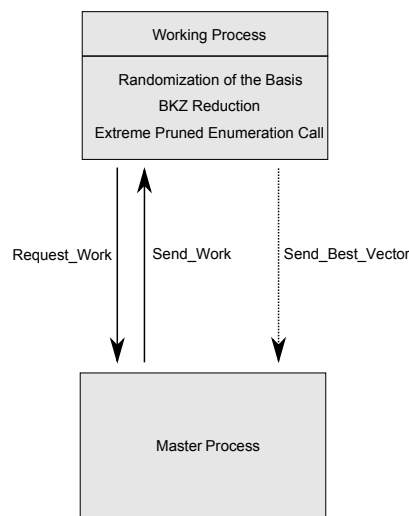 Working Process
Randomization of the Basis
BKZ Reduction
Extreme Pruned Enumeration Call
Request_Work
Send_Work
Send_Best_Vector
Master Process